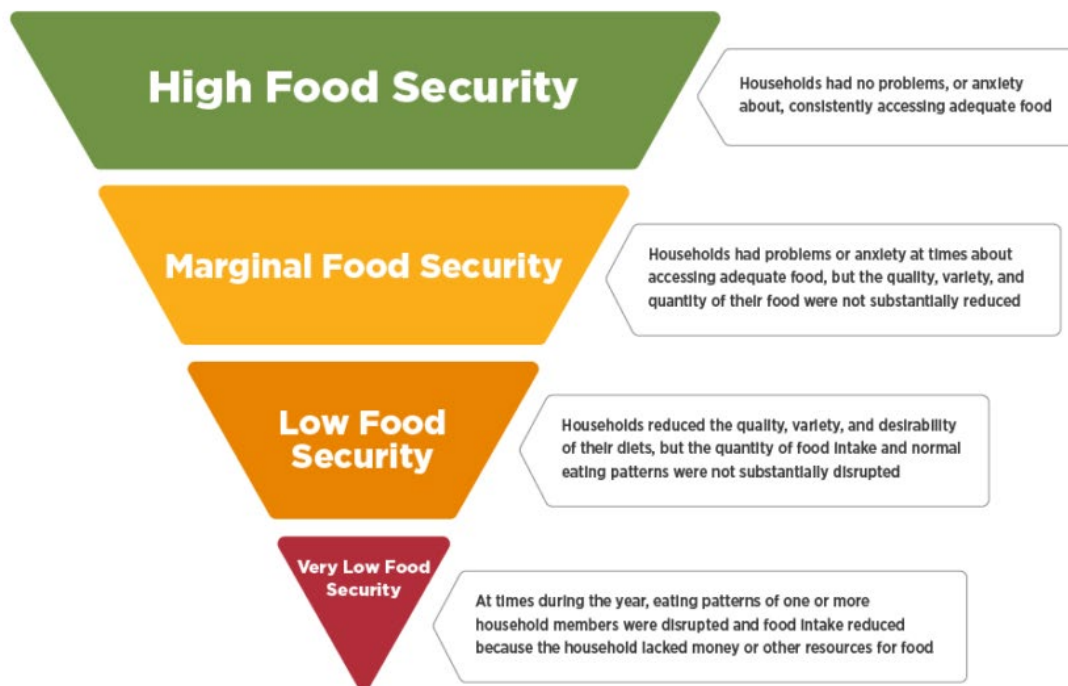 High Food Security
Households had no problems, or anxiety
about, consistently accessing adequate food
Marginal Food Security
Households had problems or anxiety at times about
accessing adequate food, but the quality, variety, and
quantity of their food were not substantially reduced
Low Food
Security
Households reduced the quality, variety, and desirability
of their diets, but the quantity of food intake and normal
eating patterns were not substantially disrupted
Very Low Food
Security
At times during the year, eating patterns of one or more
household members were disrupted and food intake reduced
because the household lacked money or other resources for food